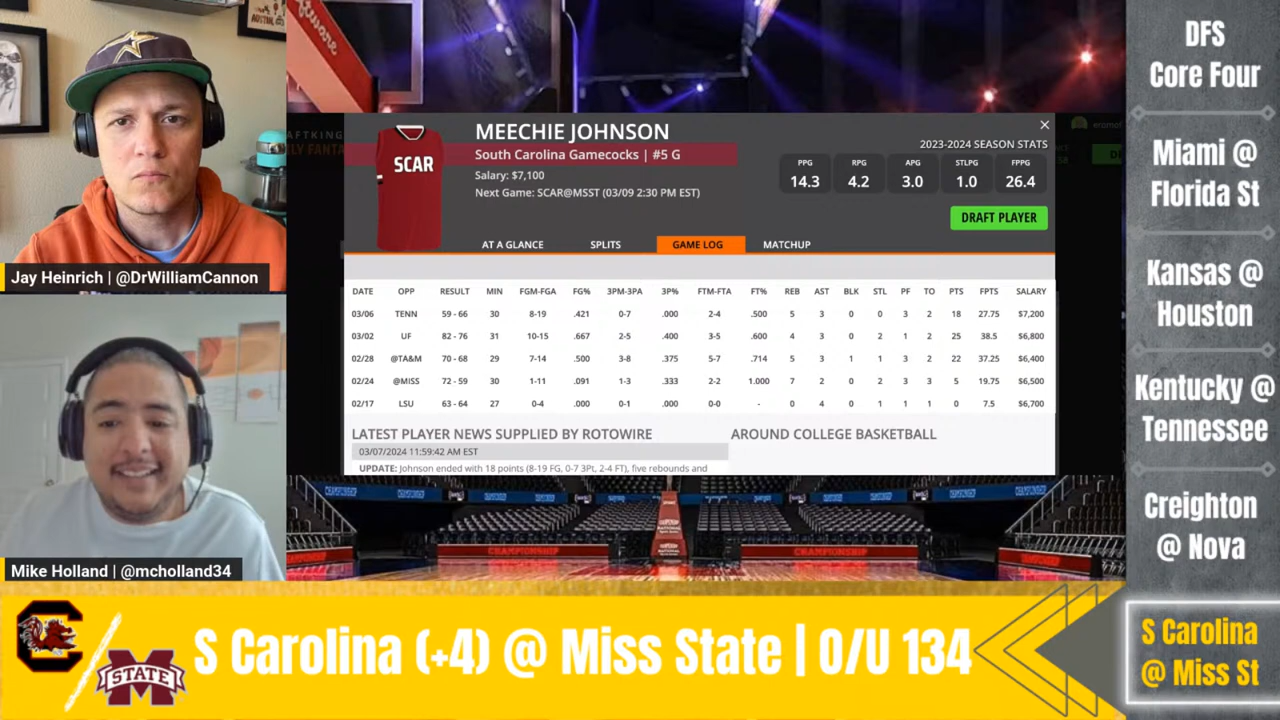 Jay Heinrich | @DrWilliamCannon
Mike Holland | @mcholland34
SCAR
MEECHIE JOHNSON
South Carolina Gamecocks | #5 G
Salary: $7,100
Next Game: SCAR@MSST (03/09 2:30 PM EST)
2023-2024 SEASON STATS
PPG RPG APG STLPG FPPG
14.3 4.2 3.0 1.0 26.4
DRAFT PLAYER
AT A GLANCE SPLITS GAME LOG MATCHUP
DATE OPP RESULT MIN FGM-FGA FG% 3PM-3PA 3P% FTM-FTA FT% REB AST BLK STL PF TO PTS FPTS SALARY
03/06 TENN 59 - 66 30 8-19 .421 0-7 .000 2-4 .500 5 3 0 0 3 2 18 27.75 $7,200
03/02 UF 82 - 76 31 10-15 .667 2-5 .400 3-5 .600 4 3 0 2 1 2 25 38.5 $6,800
02/28 @TA&M 70 - 68 29 7-14 .500 3-8 .375 5-7 .714 5 3 1 1 3 2 22 37.25 $6,400
02/24 @MISS 72 - 59 30 1-11 .091 1-3 .333 2-2 1.000 7 2 0 2 3 3 5 19.75 $6,500
02/17 LSU 63 - 64 27 0-4 .000 0-1 .000 0-0 - 0 4 0 1 1 1 0 7.5 $6,700
LATEST PLAYER NEWS SUPPLIED BY ROTOWIRE
AROUND COLLEGE BASKETBALL
03/07/2024 11:59:42 AM EST
UPDATE: Johnson ended with 18 points (8-19 FG, 0-7 3Pt, 2-4 FT), five rebounds and
CHAMPIONSHIP
CHAMPIONSHIP
STATE
S Carolina (+4) @ Miss State | O/U 134
DFS
Core Four
Miami @
Florida St
Kansas @
Houston
Kentucky @
Tennessee
Creighton
@ Nova
S Carolina
@ Miss St